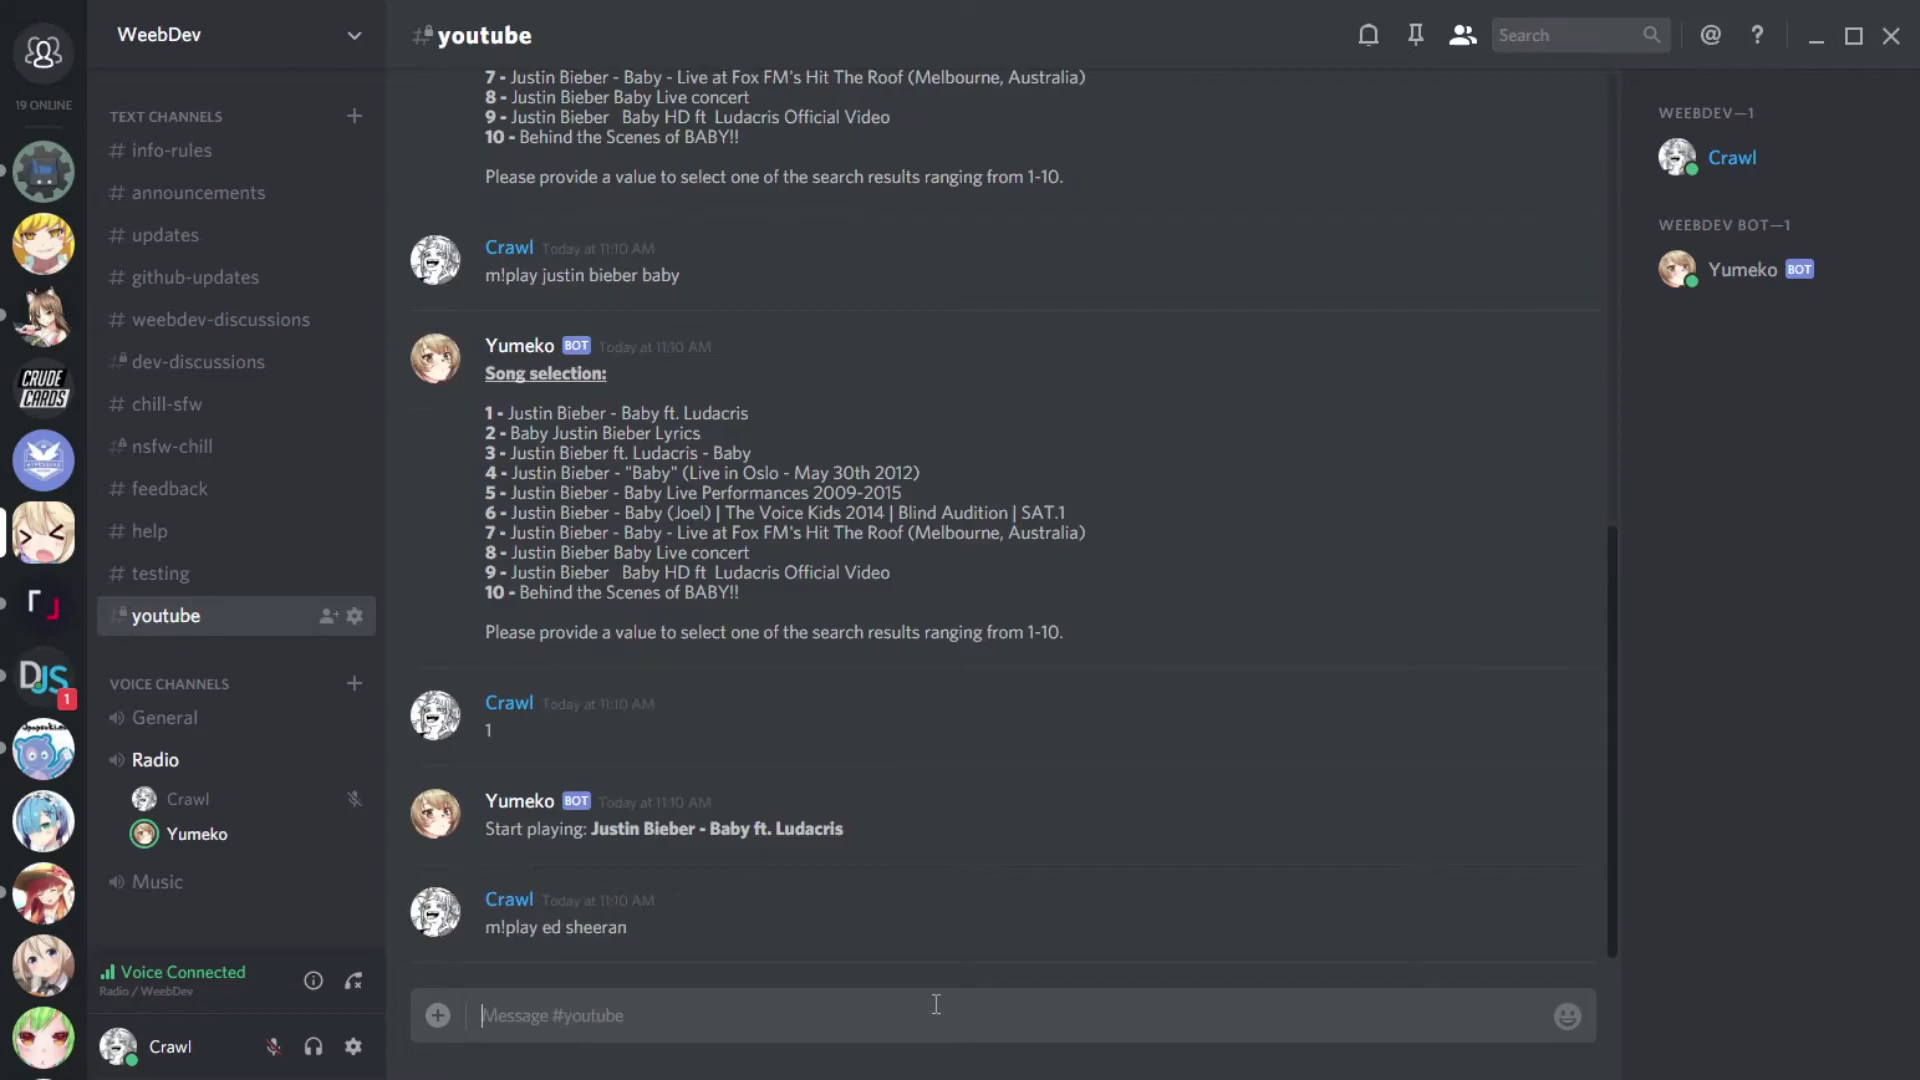 19 ONLINE
CRUDE
CARDS
DJS
1
WeebDev
TEXT CHANNELS
# info-rules
# announcements
# updates
# github-updates
# weebdev-discussions
# dev-discussions
# chill-sfw
# nsfw-chill
# feedback
# help
# testing
# youtube
VOICE CHANNELS
General
Radio
Crawl
Yumeko
Music
Voice Connected
Radio / WeebDev
Crawl
# youtube
Search
@ ?
7 - Justin Bieber - Baby - Live at Fox FM's Hit The Roof (Melbourne, Australia)
8 - Justin Bieber Baby Live concert
9 - Justin Bieber Baby HD ft Ludacris Official Video
10 - Behind the Scenes of BABY!!
Please provide a value to select one of the search results ranging from 1-10.
Crawl Today at 11:10 AM
m!play justin bieber baby
Yumeko BOT Today at 11:10 AM
Song selection:
1 - Justin Bieber - Baby ft. Ludacris
2 - Baby Justin Bieber Lyrics
3 - Justin Bieber ft. Ludacris - Baby
4 - Justin Bieber - "Baby" (Live in Oslo - May 30th 2012)
5 - Justin Bieber - Baby Live Performances 2009-2015
6 - Justin Bieber - Baby (Joel) | The Voice Kids 2014 | Blind Audition | SAT.1
7 - Justin Bieber - Baby - Live at Fox FM's Hit The Roof (Melbourne, Australia)
8 - Justin Bieber Baby Live concert
9 - Justin Bieber Baby HD ft Ludacris Official Video
10 - Behind the Scenes of BABY!!
Please provide a value to select one of the search results ranging from 1-10.
Crawl Today at 11:10 AM
1
Yumeko BOT Today at 11:10 AM
Start playing: Justin Bieber - Baby ft. Ludacris
Crawl Today at 11:10 AM
m!play ed sheeran
Message #youtube
WEEBDEV—1
Crawl
WEEBDEV BOT—1
Yumeko BOT